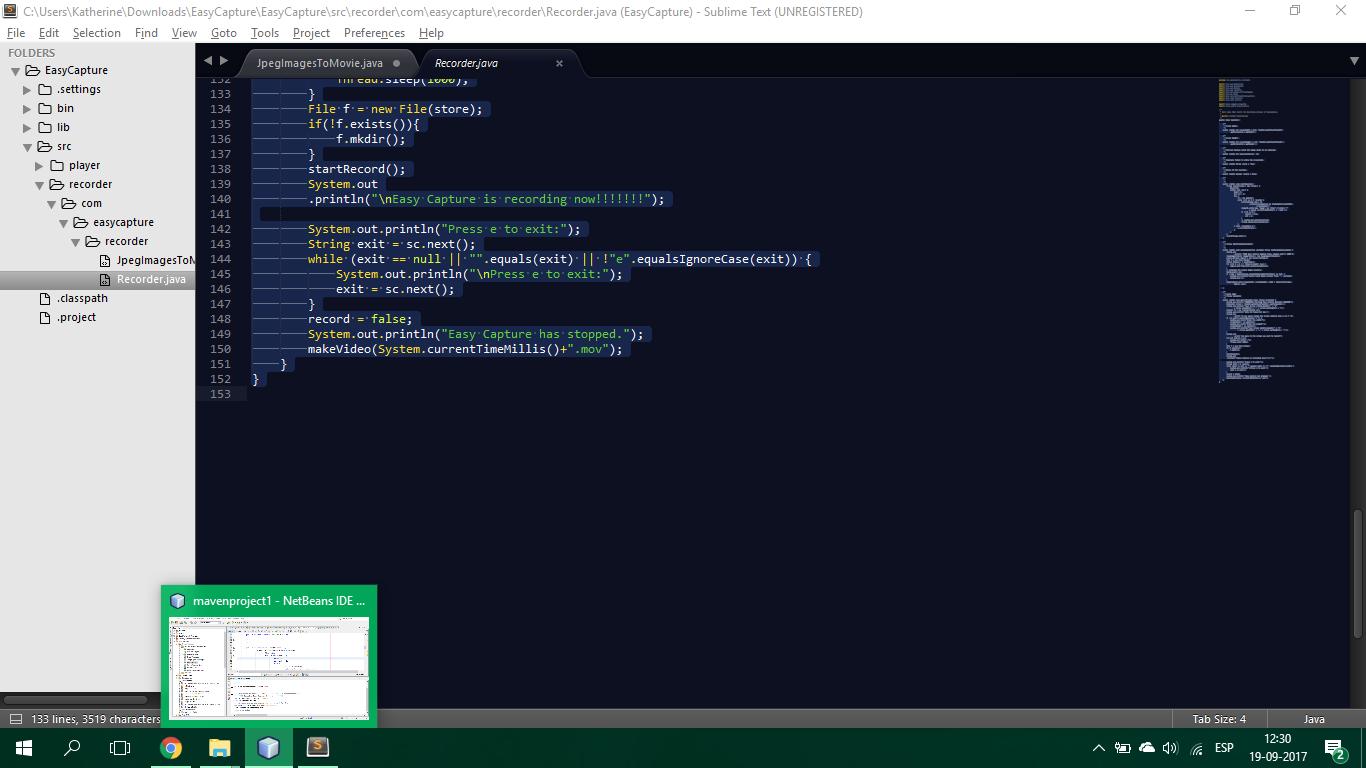 C:\Users\Katherine\Downloads\EasyCapture\EasyCapture\src\recorder\com\easycapture\recorder\Recorder.java (EasyCapture) - Sublime Text (UNREGISTERED)
File Edit Selection Find View Goto Tools Project Preferences Help
FOLDERS
EasyCapture
.settings
bin
lib
src
player
recorder
com
easycapture
recorder
JpegImagesToM
Recorder.java
.classpath
.project
JpegImagesToMovie.java
Recorder.java
132 Thread.sleep(1000);
133 }
134 File f = new File(store);
135 if(!f.exists()){
136 f.mkdir();
137 }
138 startRecord();
139 System.out
140 .println("\nEasy Capture is recording now!!!!!!!");
141
142 System.out.println("Press e to exit:");
143 String exit = sc.next();
144 while (exit == null || "".equals(exit) || !"e".equalsIgnoreCase(exit)) {
145 System.out.println("\nPress e to exit:");
146 exit = sc.next();
147 }
148 record = false;
149 System.out.println("Easy Capture has stopped.");
150 makeVideo(System.currentTimeMillis()+".mov");
151 }
152 }
153
mavenproject1 - NetBeans IDE ...
133 lines, 3519 characters
Tab Size: 4
Java
ESP
12:30
19-09-2017
2